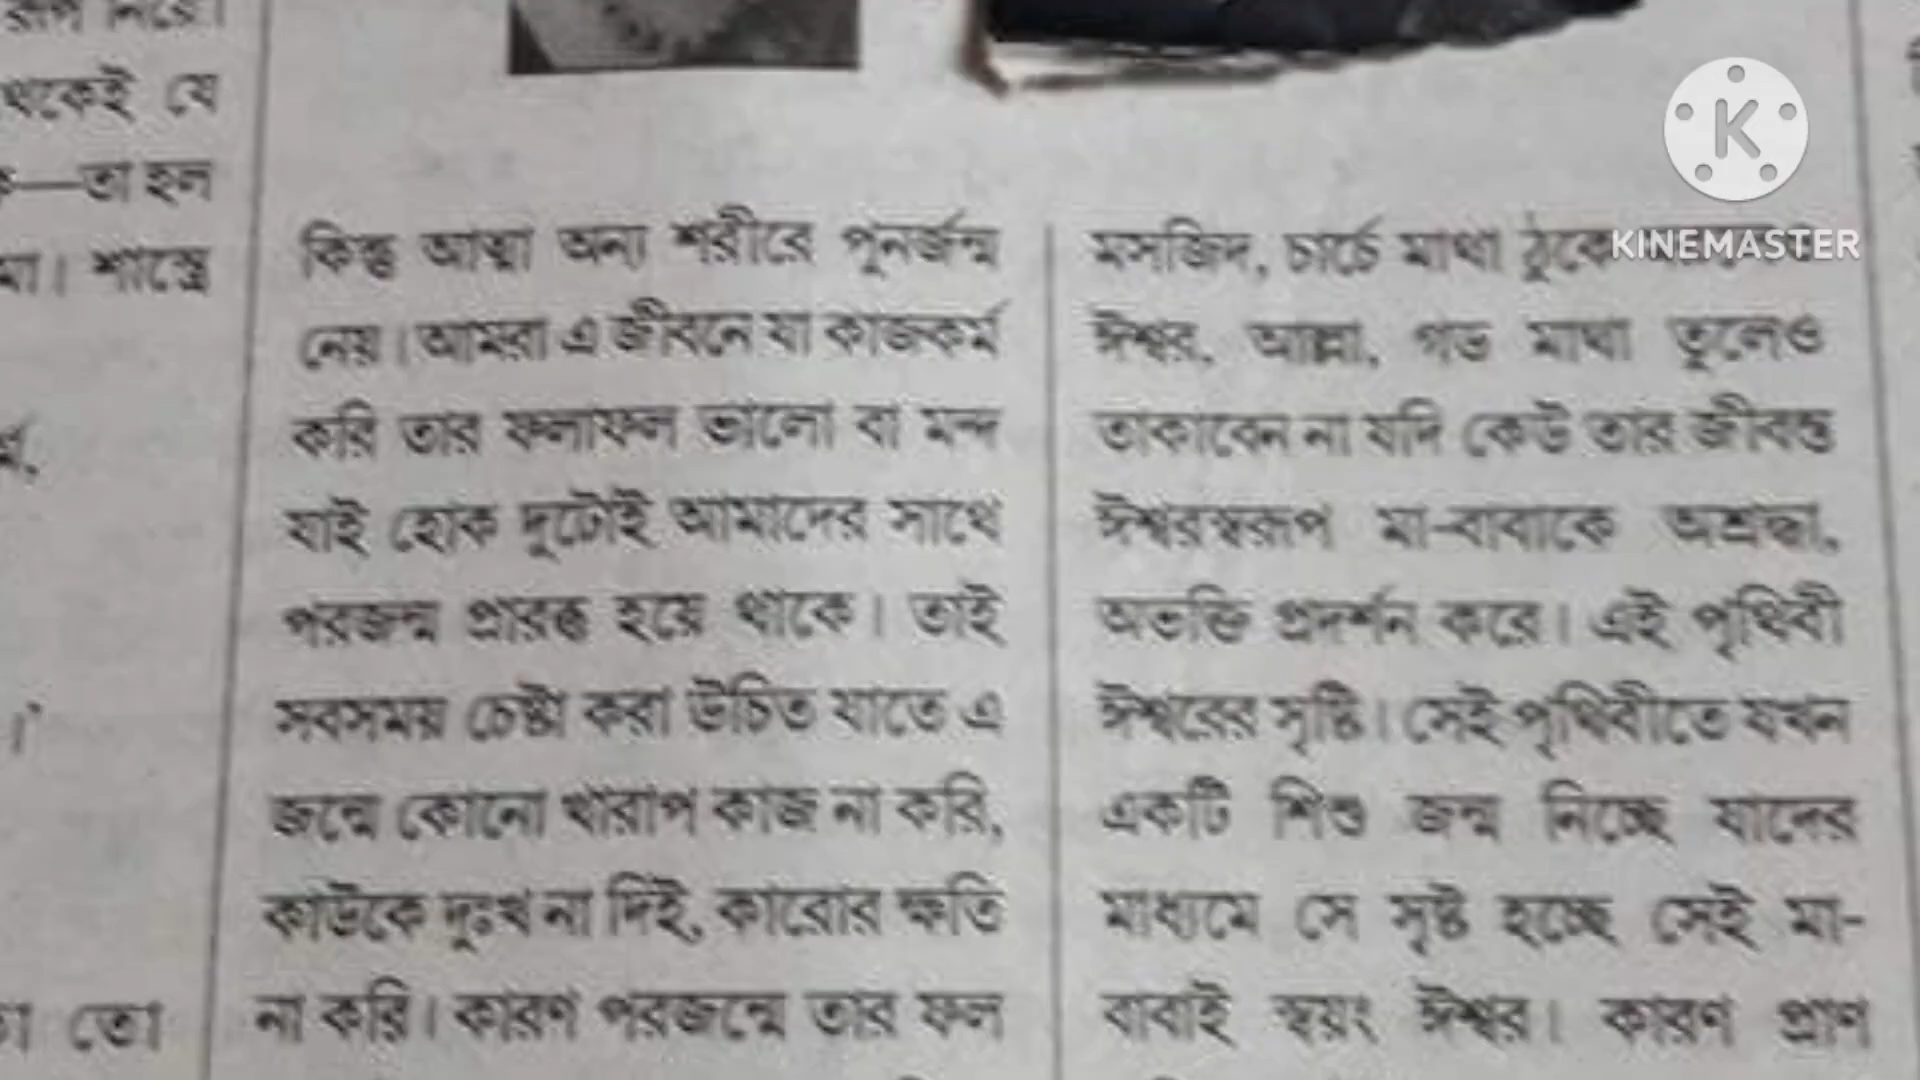 থাকেই যে
—তা হল
মা। শাস্ত্রে
তো
কিন্তু আত্মা অন্য শরীরে পুনর্জন্ম
নেয়। আমরা এ জীবনে যা কাজকর্ম
করি তার ফলাফল ভালো বা মন্দ
যাই হোক দুটোই আমাদের সাথে
পরজন্ম প্রারব্ধ হয়ে থাকে। তাই
সবসময় চেষ্টা করা উচিত যাতে এ
জন্মে কোনো খারাপ কাজ না করি,
কাউকে দুঃখ না দিই, কারোর ক্ষতি
না করি। কারণ পরজন্মে তার ফল
মসজিদ, চার্চে মাথা ঠুকে
ঈশ্বর, আল্লা, গড মাথা তুলেও
তাকাবেন না যদি কেউ তার জীবন্ত
ঈশ্বরস্বরূপ মা-বাবাকে অশ্রদ্ধা,
অভক্তি প্রদর্শন করে। এই পৃথিবী
ঈশ্বরের সৃষ্টি। সেই পৃথিবীতে যখন
একটি শিশু জন্ম নিচ্ছে যাদের
মাধ্যমে সে সৃষ্ট হচ্ছে সেই মা-
বাবাই স্বয়ং ঈশ্বর। কারণ প্রাণ
KINEMASTER